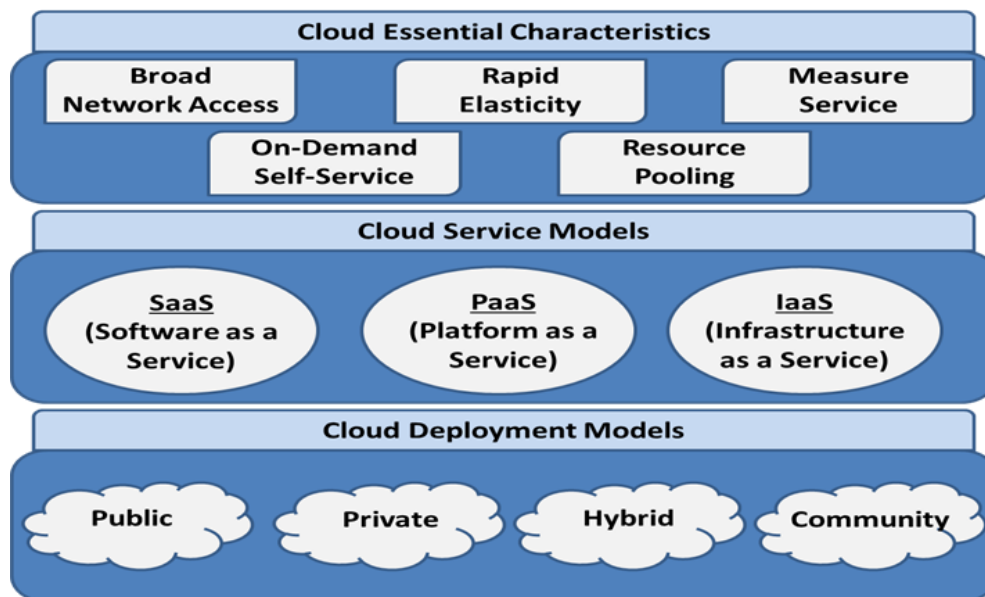 Cloud Essential Characteristics
Broad
Network Access
Rapid
Elasticity
Measure
Service
On-Demand
Self-Service
Resource
Pooling
Cloud Service Models
SaaS
(Software as a
Service)
PaaS
(Platform as a
Service)
IaaS
(Infrastructure
as a Service)
Cloud Deployment Models
Public
Private
Hybrid
Community